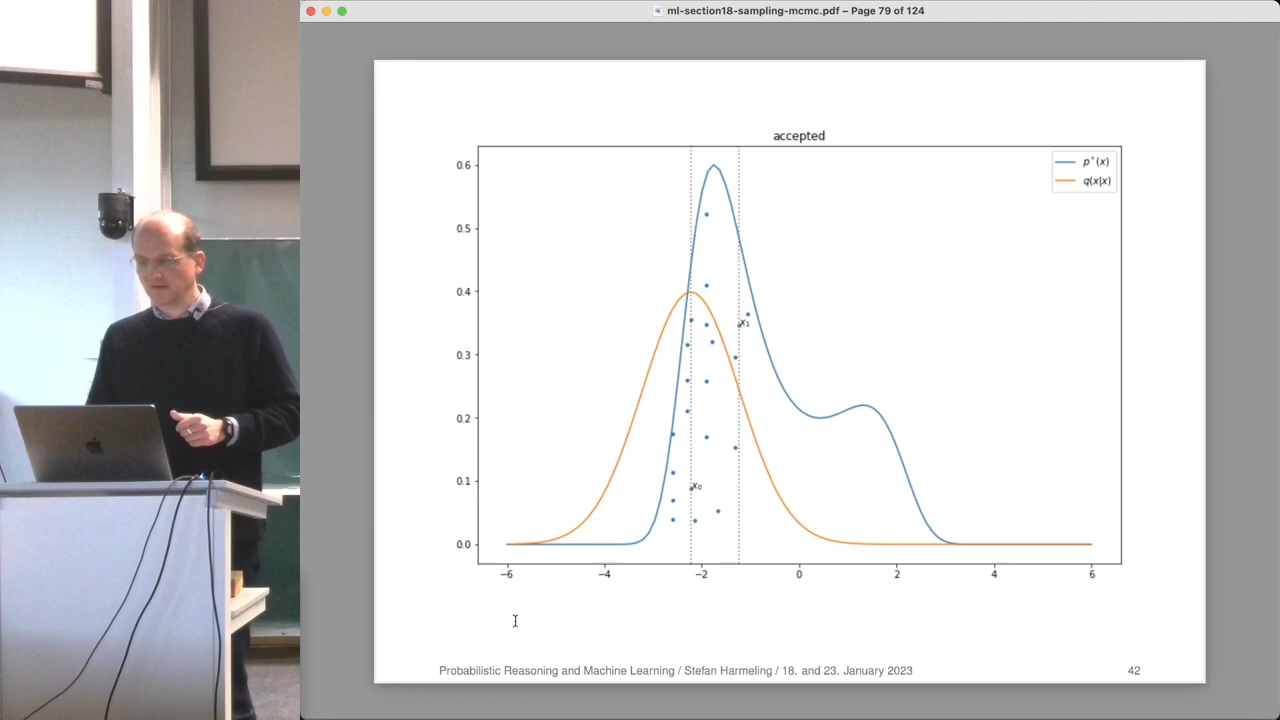 ml-section18-sampling-mcmc.pdf – Page 79 of 124
accepted
p*(x)
q(x|x)
0.6
0.5
0.4
0.3
0.2
0.1
0.0
x₁
x₀
−6 −4 −2 0 2 4 6
Probabilistic Reasoning and Machine Learning / Stefan Harmeling / 18. and 23. January 2023 42